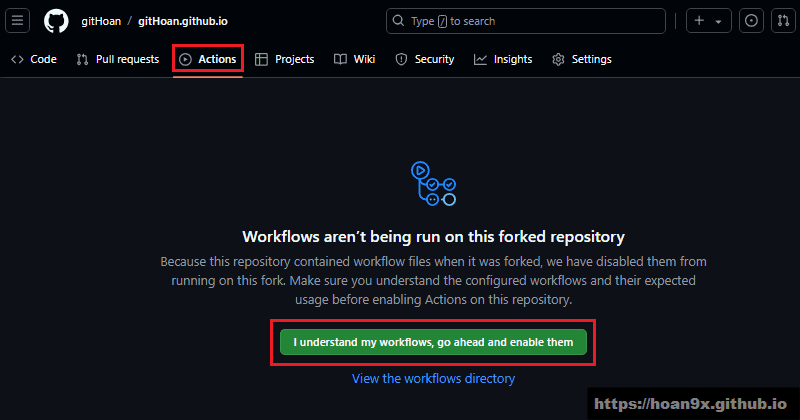 gitHoan / gitHoan.github.io
Type / to search
Code Pull requests Actions Projects Wiki Security Insights Settings
Workflows aren’t being run on this forked repository
Because this repository contained workflow files when it was forked, we have disabled them from
running on this fork. Make sure you understand the configured workflows and their expected
usage before enabling Actions on this repository.
I understand my workflows, go ahead and enable them
View the workflows directory
https://hoan9x.github.io